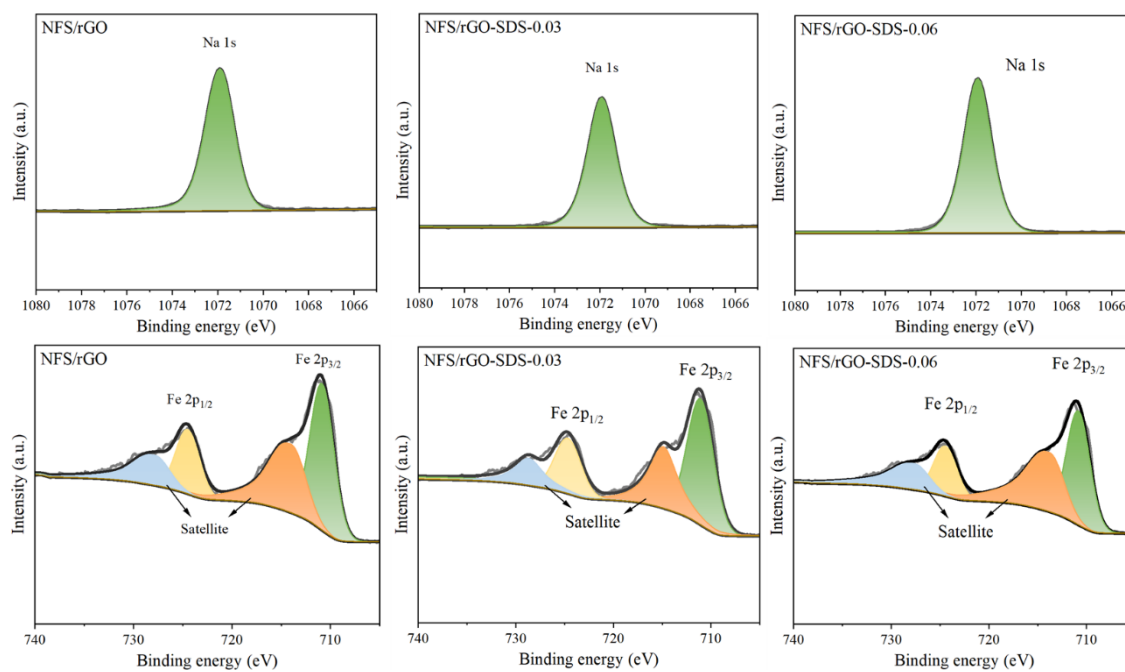 NFS/rGO
Na 1s
Intensity (a.u.)
1080 1078 1076 1074 1072 1070 1068 1066
Binding energy (eV)
NFS/rGO-SDS-0.03
Na 1s
Intensity (a.u.)
1080 1078 1076 1074 1072 1070 1068 1066
Binding energy (eV)
NFS/rGO-SDS-0.06
Na 1s
Intensity (a.u.)
1080 1078 1076 1074 1072 1070 1068 1066
Binding energy (eV)
NFS/rGO
Fe 2p3/2
Fe 2p1/2
Satellite
Intensity (a.u.)
740 730 720 710
Binding energy (eV)
NFS/rGO-SDS-0.03
Fe 2p3/2
Fe 2p1/2
Satellite
Intensity (a.u.)
740 730 720 710
Binding energy (eV)
NFS/rGO-SDS-0.06
Fe 2p3/2
Fe 2p1/2
Satellite
Intensity (a.u.)
740 730 720 710
Binding energy (eV)